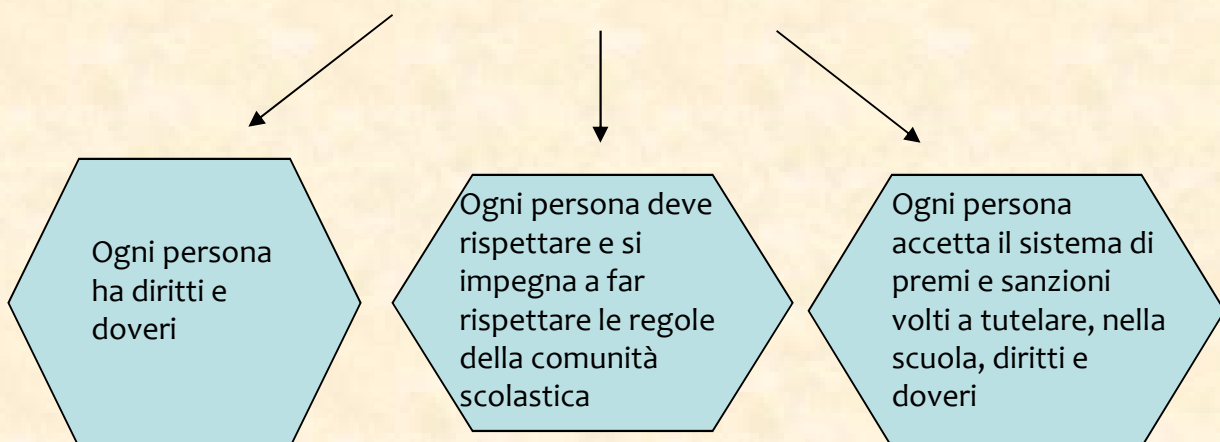 Ogni persona
ha diritti e
doveri
Ogni persona deve
rispettare e si
impegna a far
rispettare le regole
della comunità
scolastica
Ogni persona
accetta il sistema di
premi e sanzioni
volti a tutelare, nella
scuola, diritti e
doveri